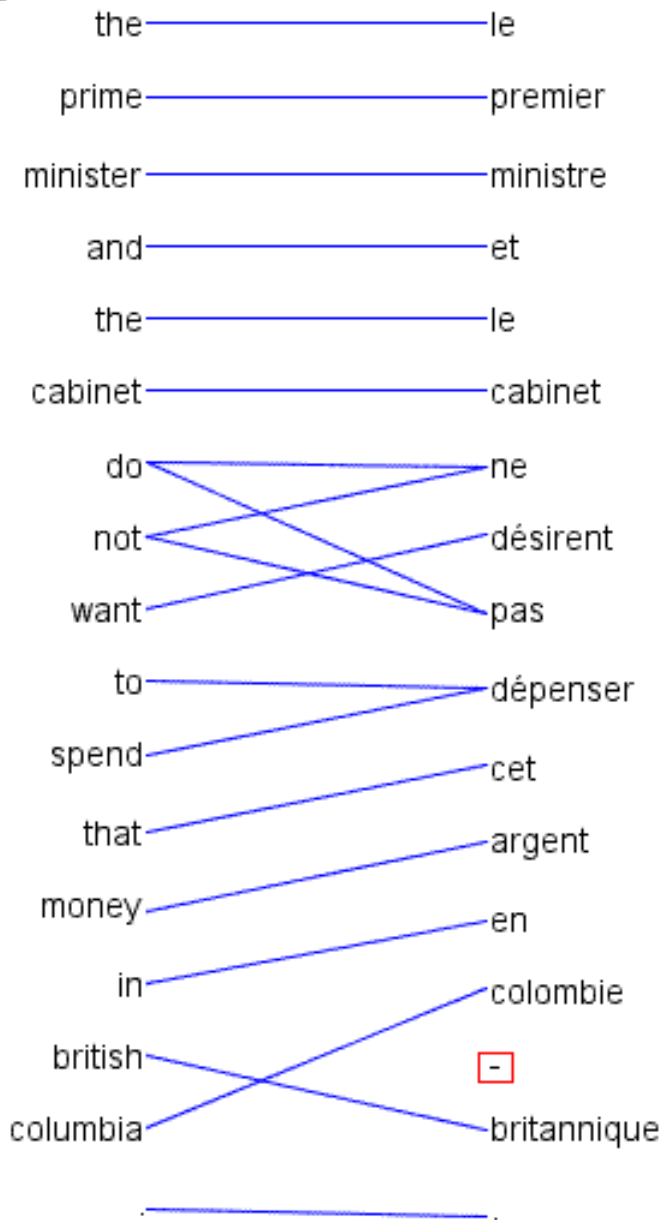 the le
prime premier
minister ministre
and et
the le
cabinet cabinet
do ne
not désirent
want pas
to dépenser
spend cet
that argent
money en
in colombie
british -
columbia britannique
. .